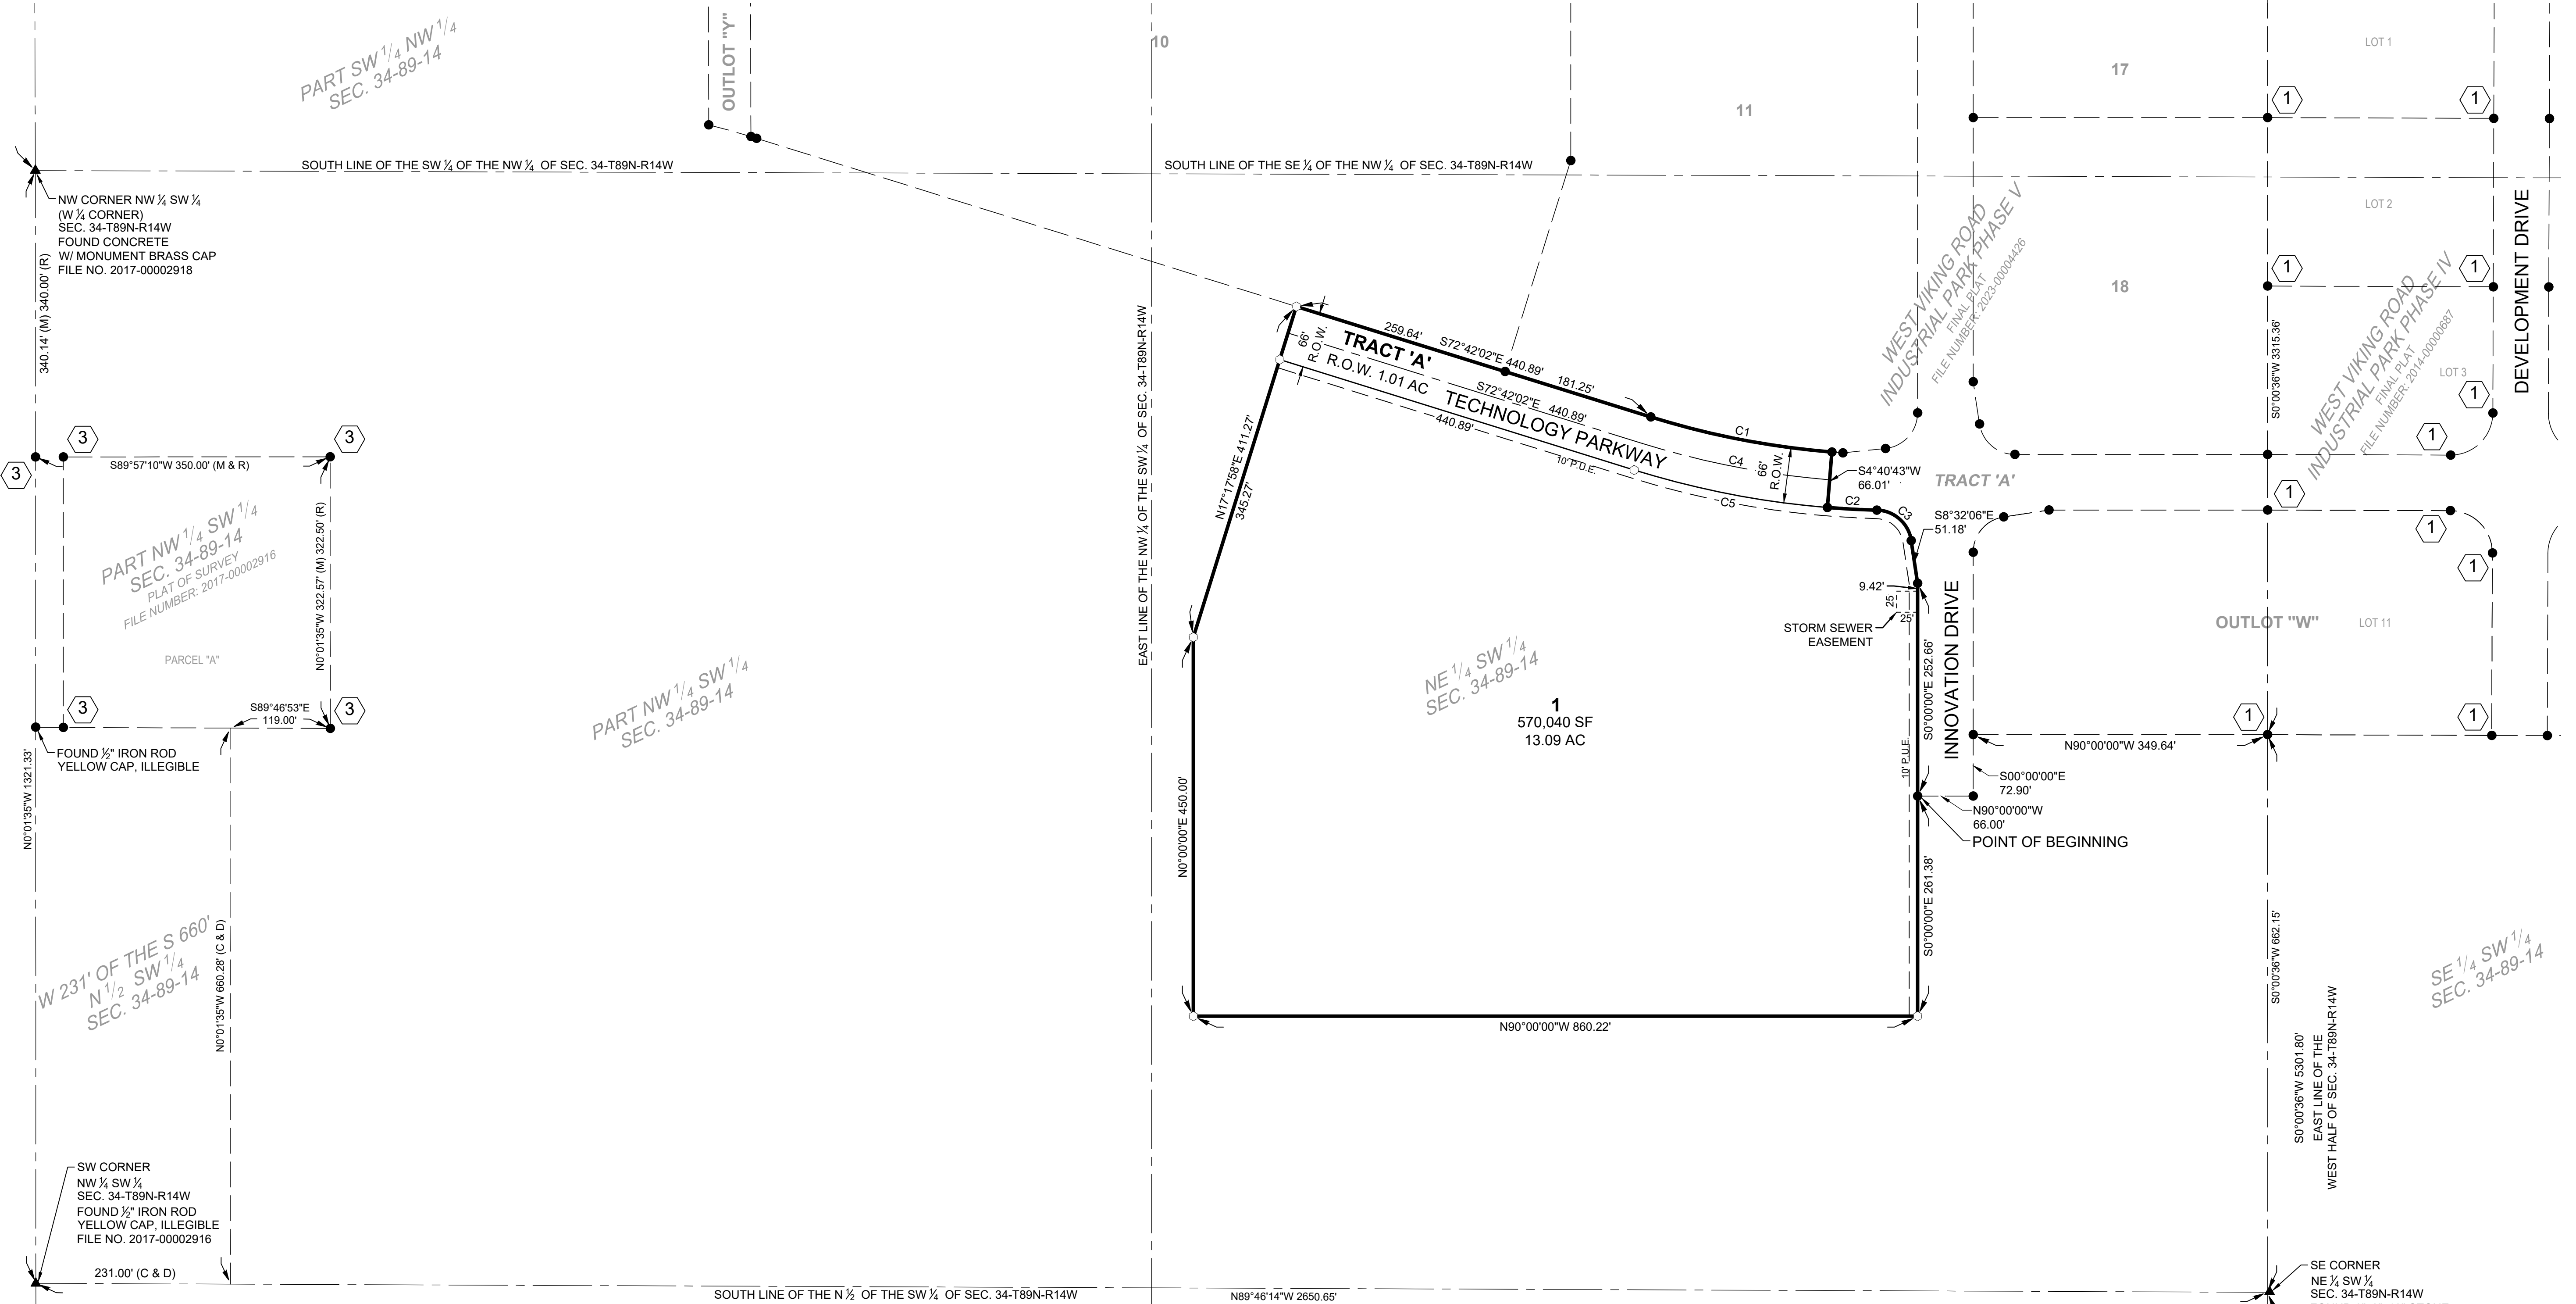 PART SW 1/4 NW 1/4
SEC. 34-89-14
OUTLOT "Y"
10
11
17
LOT 1
1
1
SOUTH LINE OF THE SW ¼ OF THE NW ¼ OF SEC. 34-T89N-R14W
SOUTH LINE OF THE SE ¼ OF THE NW ¼ OF SEC. 34-T89N-R14W
NW CORNER NW ¼ SW ¼
(W ¼ CORNER)
SEC. 34-T89N-R14W
FOUND CONCRETE
W/ MONUMENT BRASS CAP
FILE NO. 2017-00002918
340.14' (M) 340.00' (R)
WEST VIKING ROAD
INDUSTRIAL PARK PHASE V
FINAL PLAT
FILE NUMBER: 2023-00004426
18
LOT 2
1
1
S0°00'36"W 3315.36'
WEST VIKING ROAD
INDUSTRIAL PARK PHASE IV
FINAL PLAT
FILE NUMBER: 2014-00000687
LOT 3
1
1
DEVELOPMENT DRIVE
EAST LINE OF THE NW ¼ OF THE SW ¼ OF SEC. 34-T89N-R14W
66'
R.O.W.
TRACT 'A'
R.O.W. 1.01 AC
259.64'
S72°42'02"E 440.89'
181.25'
S72°42'02"E 440.89'
TECHNOLOGY PARKWAY
440.89'
10' P.U.E.
C1
C4
C5
66'
R.O.W.
S4°40'43"W
66.01'
C2
C3
TRACT 'A'
S8°32'06"E
51.18'
1
1
1
N17°17'58"E 411.27'
345.27'
3
3
3
S89°57'10"W 350.00' (M & R)
PART NW 1/4 SW 1/4
SEC. 34-89-14
PLAT OF SURVEY
FILE NUMBER: 2017-00002916
PARCEL "A"
N0°01'35"W 322.57' (M) 322.50' (R)
3
3
S89°46'53"E
119.00'
FOUND ½" IRON ROD
YELLOW CAP, ILLEGIBLE
N0°01'35"W 1321.33'
PART NW 1/4 SW 1/4
SEC. 34-89-14
NE 1/4 SW 1/4
SEC. 34-89-14
1
570,040 SF
13.09 AC
9.42'
25'
25'
STORM SEWER
EASEMENT
S0°00'00"E 252.66'
INNOVATION DRIVE
10' P.U.E.
OUTLOT "W"
LOT 11
1
1
N90°00'00"W 349.64'
S00°00'00"E
72.90'
N90°00'00"W
66.00'
POINT OF BEGINNING
N0°00'00"E 450.00'
S0°00'00"E 261.38'
N90°00'00"W 860.22'
W 231' OF THE S 660'
N 1/2 SW 1/4
SEC. 34-89-14
N0°01'35"W 660.28' (C & D)
S0°00'36"W 662.15'
SE 1/4 SW 1/4
SEC. 34-89-14
S0°00'36"W 5301.80'
EAST LINE OF THE
WEST HALF OF SEC. 34-T89N-R14W
SW CORNER
NW ¼ SW ¼
SEC. 34-T89N-R14W
FOUND ½" IRON ROD
YELLOW CAP, ILLEGIBLE
FILE NO. 2017-00002916
231.00' (C & D)
SOUTH LINE OF THE N ½ OF THE SW ¼ OF SEC. 34-T89N-R14W
N89°46'14"W 2650.65'
SE CORNER
NE ¼ SW ¼
SEC. 34-T89N-R14W